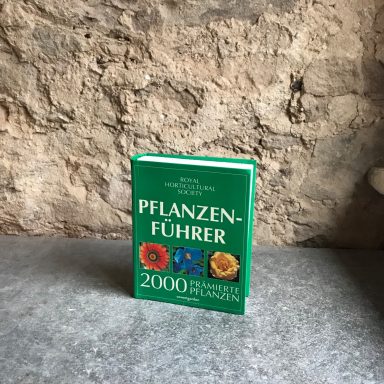 ROYAL
HORTICULTURAL
SOCIETY
PFLANZEN-
FÜHRER
2000 PRÄMIERTE
PFLANZEN